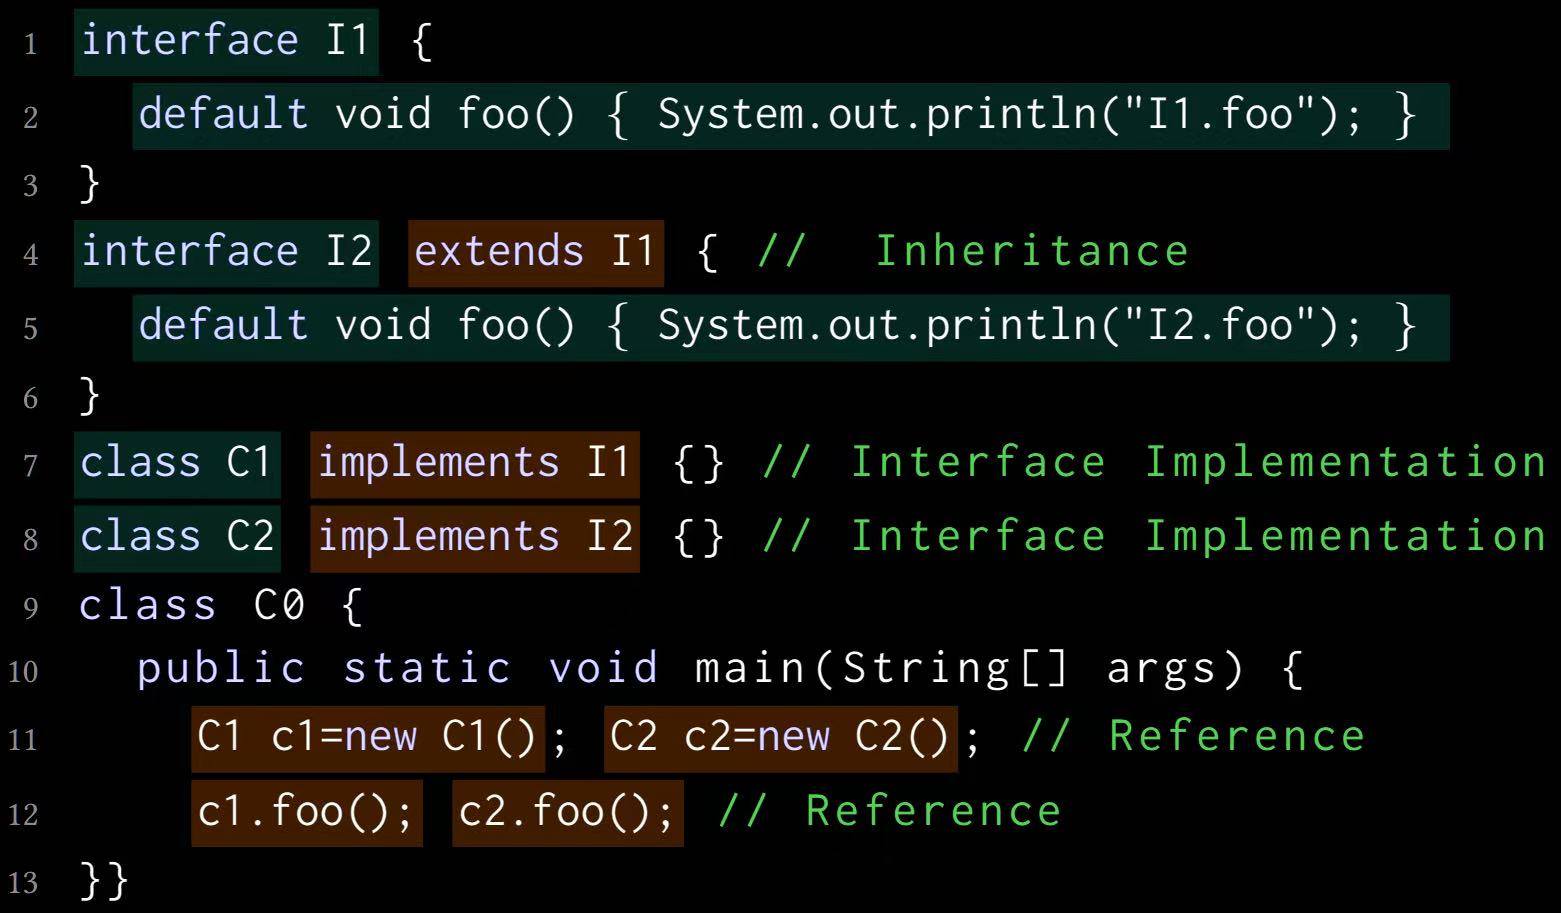 1 interface I1 {
2 default void foo() { System.out.println("I1.foo"); }
3 }
4 interface I2 extends I1 { // Inheritance
5 default void foo() { System.out.println("I2.foo"); }
6 }
7 class C1 implements I1 {} // Interface Implementation
8 class C2 implements I2 {} // Interface Implementation
9 class C0 {
10 public static void main(String[] args) {
11 C1 c1=new C1(); C2 c2=new C2(); // Reference
12 c1.foo(); c2.foo(); // Reference
13 }}